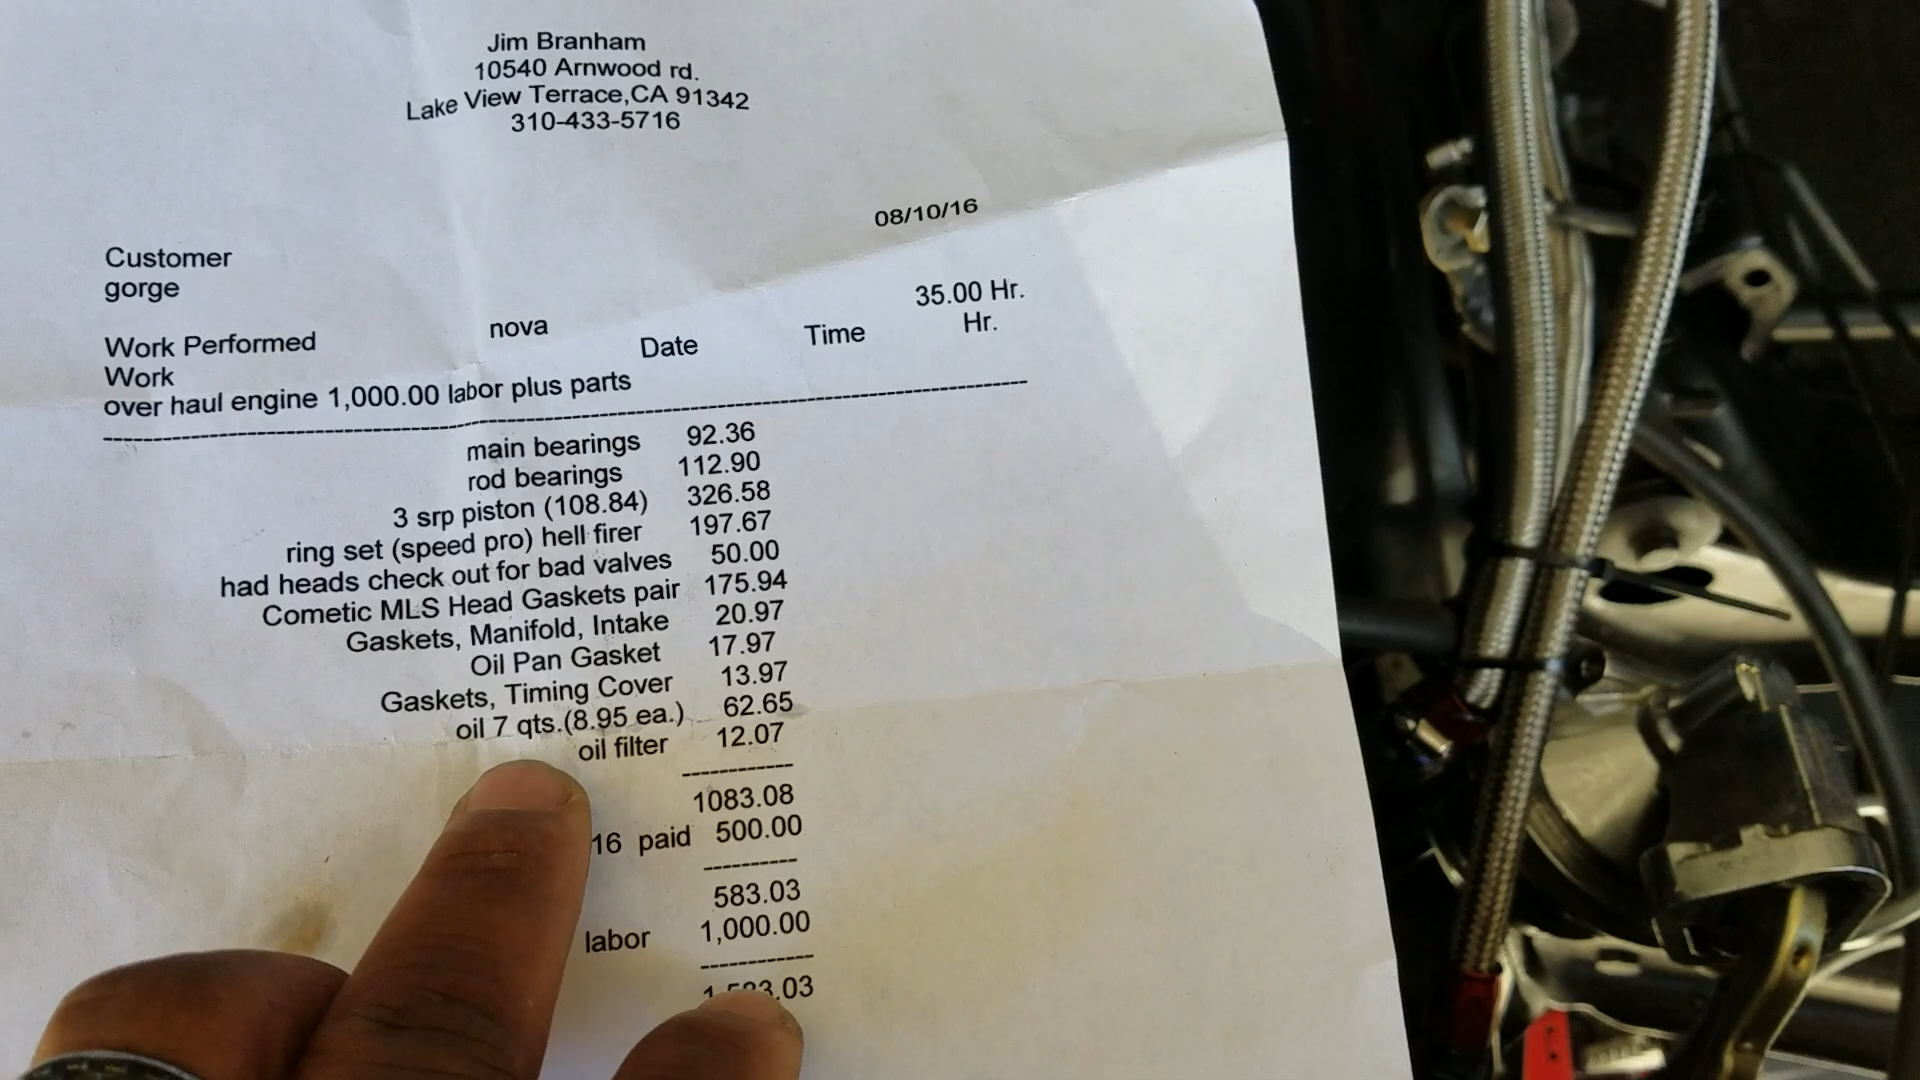 Jim Branham
10540 Arnwood rd.
Lake View Terrace,CA 91342
310-433-5716
08/10/16
Customer
gorge
35.00 Hr.
Work Performed nova Date Time Hr.
Work
over haul engine 1,000.00 labor plus parts
main bearings 92.36
rod bearings 112.90
3 srp piston (108.84) 326.58
ring set (speed pro) hell firer 197.67
had heads check out for bad valves 50.00
Cometic MLS Head Gaskets pair 175.94
Gaskets, Manifold, Intake 20.97
Oil Pan Gasket 17.97
Gaskets, Timing Cover 13.97
oil 7 qts.(8.95 ea.) 62.65
oil filter 12.07
1083.08
16 paid 500.00
583.03
labor 1,000.00
1,583.03